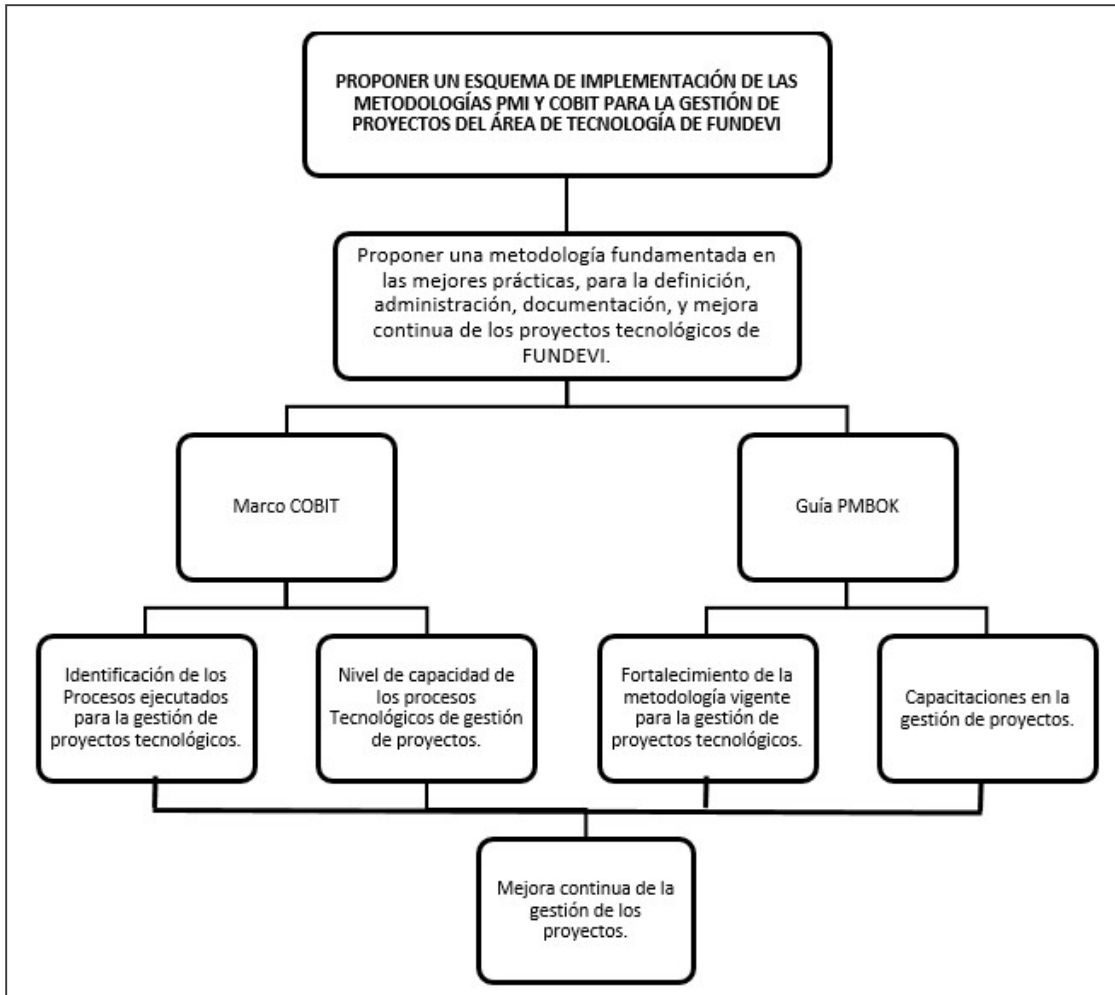 PROPONER UN ESQUEMA DE IMPLEMENTACIÓN DE LAS
METODOLOGÍAS PMI Y COBIT PARA LA GESTIÓN DE
PROYECTOS DEL ÁREA DE TECNOLOGÍA DE FUNDEVI
Proponer una metodología fundamentada en
las mejores prácticas, para la definición,
administración, documentación, y mejora
continua de los proyectos tecnológicos de
FUNDEVI.
Marco COBIT
Guía PMBOK
Identificación de los
Procesos ejecutados
para la gestión de
proyectos tecnológicos.
Nivel de capacidad de
los procesos
Tecnológicos de gestión
de proyectos.
Fortalecimiento de la
metodología vigente
para la gestión de
proyectos tecnológicos.
Capacitaciones en la
gestión de proyectos.
Mejora continua de la
gestión de los
proyectos.